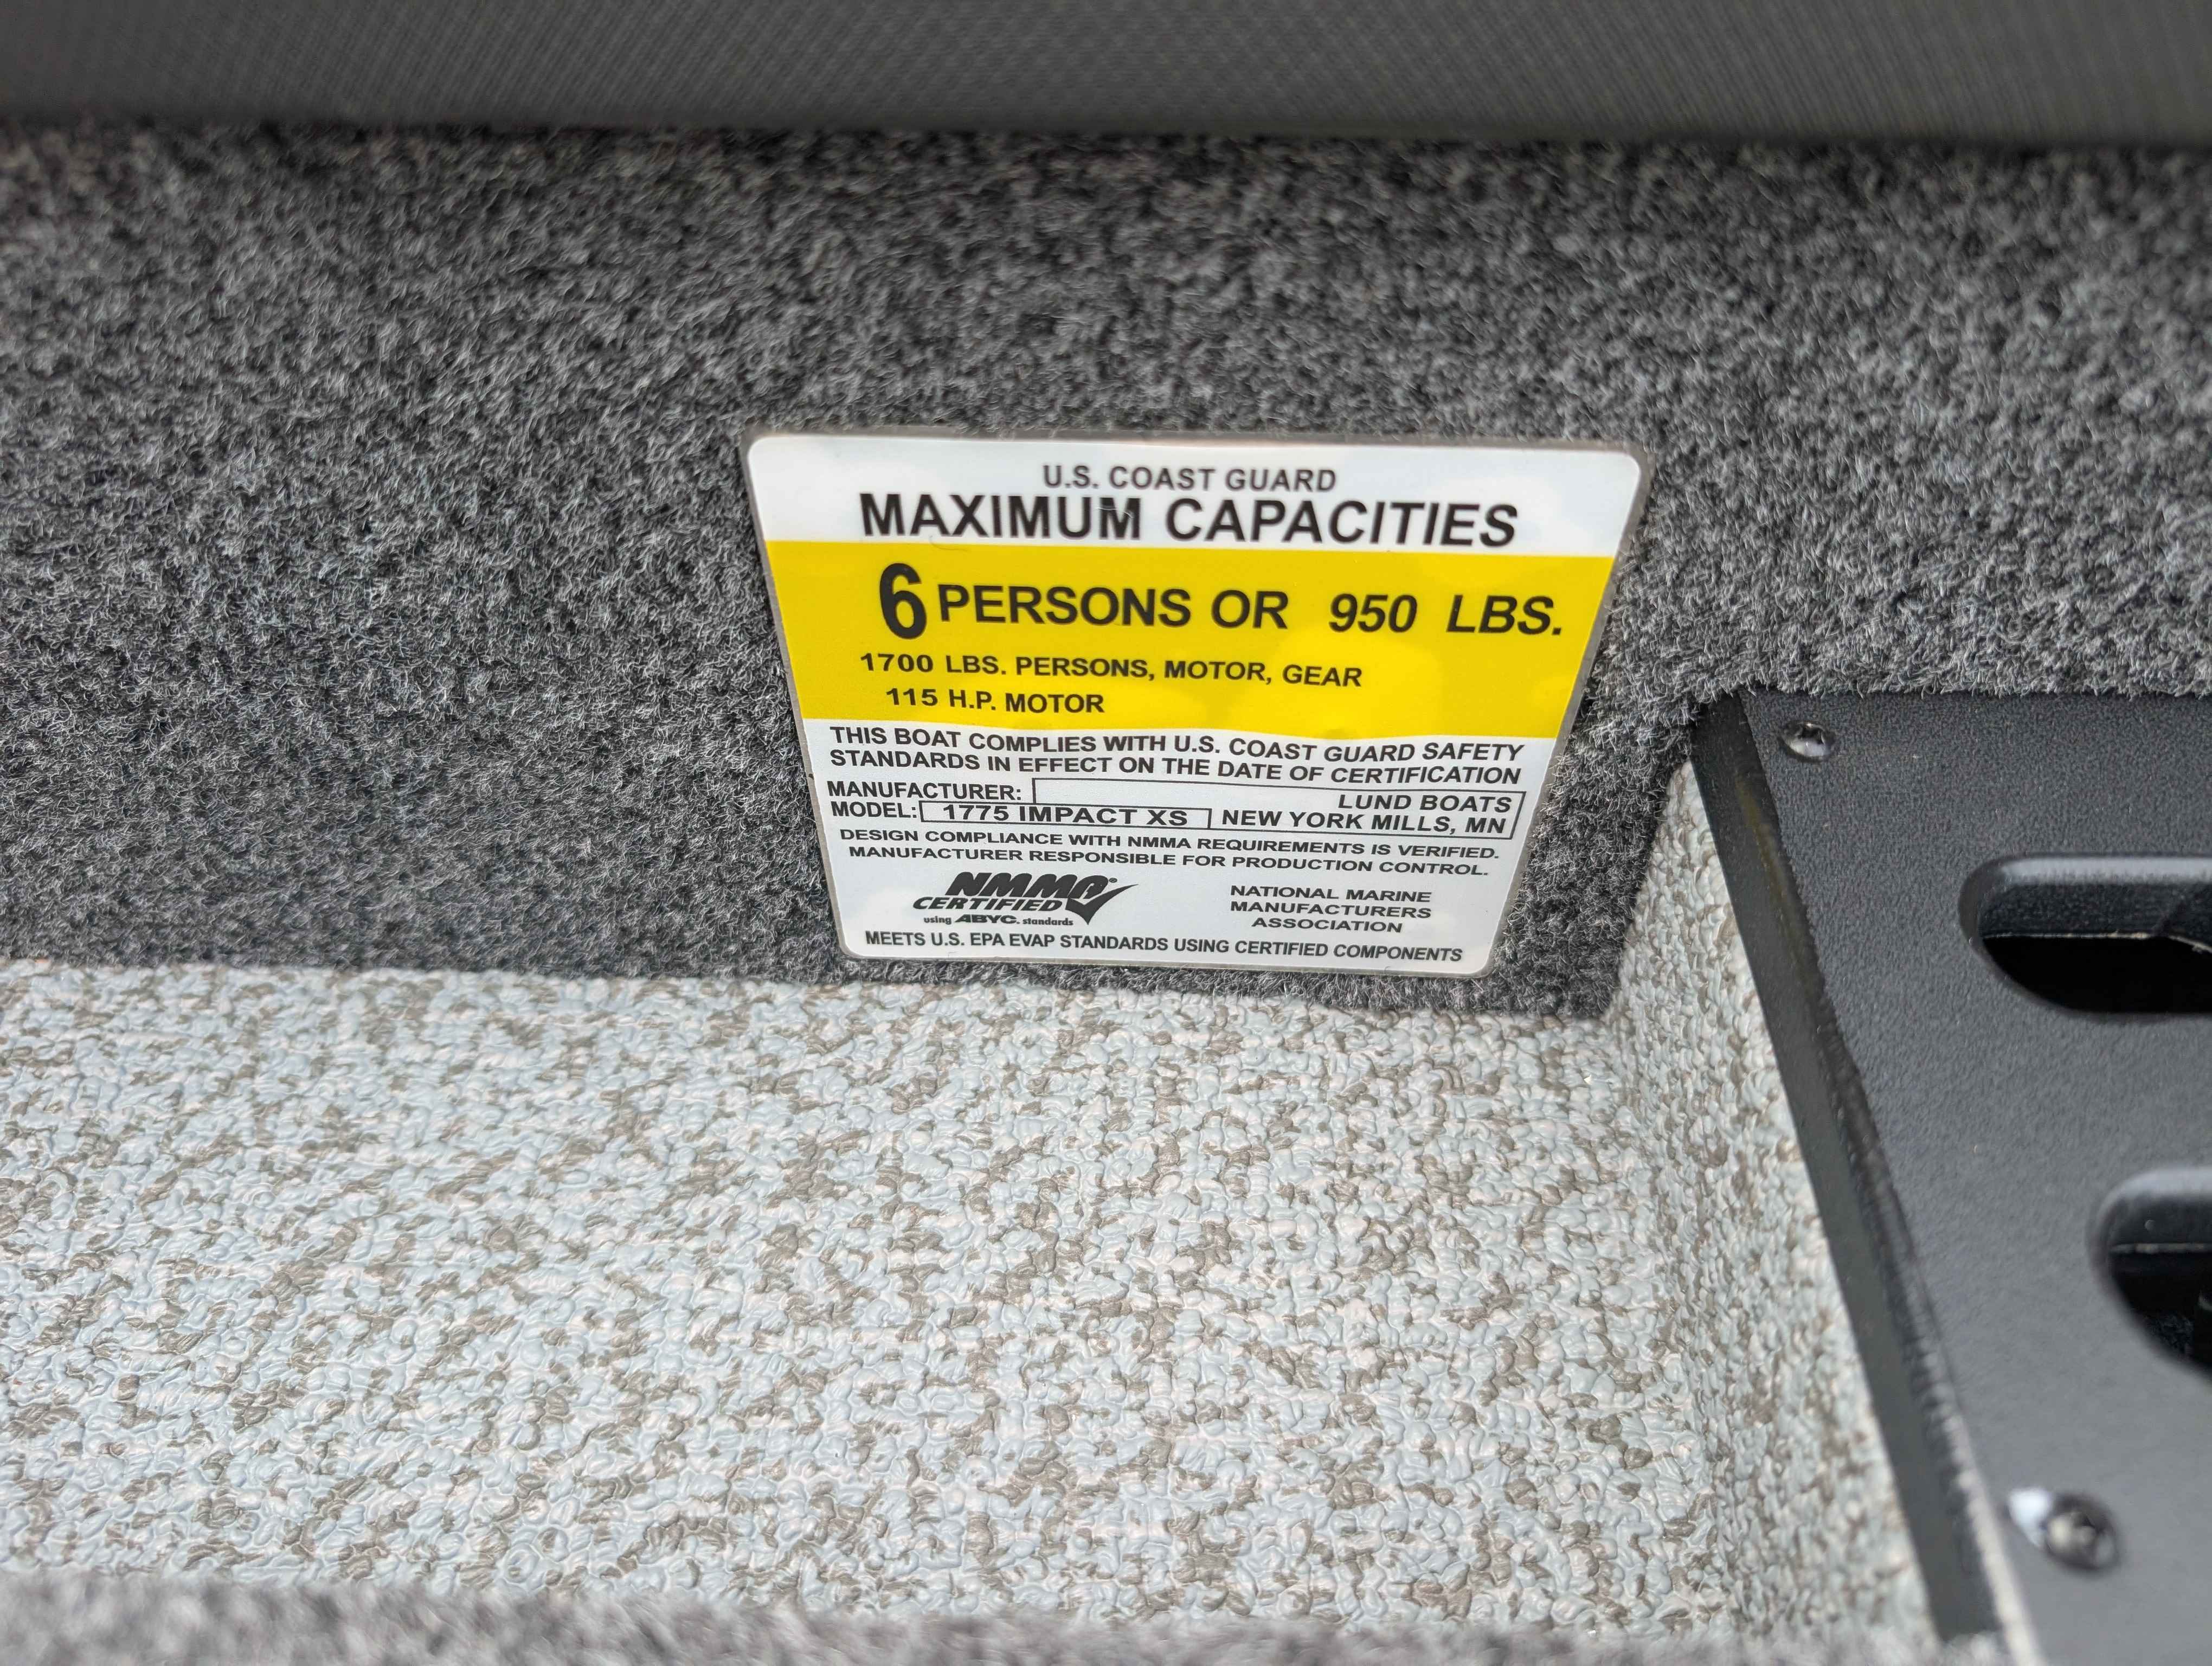 U.S. COAST GUARD
MAXIMUM CAPACITIES
6 PERSONS OR 950 LBS.
1700 LBS. PERSONS, MOTOR, GEAR
115 H.P. MOTOR
THIS BOAT COMPLIES WITH U.S. COAST GUARD SAFETY
STANDARDS IN EFFECT ON THE DATE OF CERTIFICATION
MANUFACTURER: LUND BOATS
MODEL: 1775 IMPACT XS NEW YORK MILLS, MN
DESIGN COMPLIANCE WITH NMMA REQUIREMENTS IS VERIFIED.
MANUFACTURER RESPONSIBLE FOR PRODUCTION CONTROL.
NMMA®
CERTIFIED
using ABYC. standards
NATIONAL MARINE
MANUFACTURERS
ASSOCIATION
MEETS U.S. EPA EVAP STANDARDS USING CERTIFIED COMPONENTS